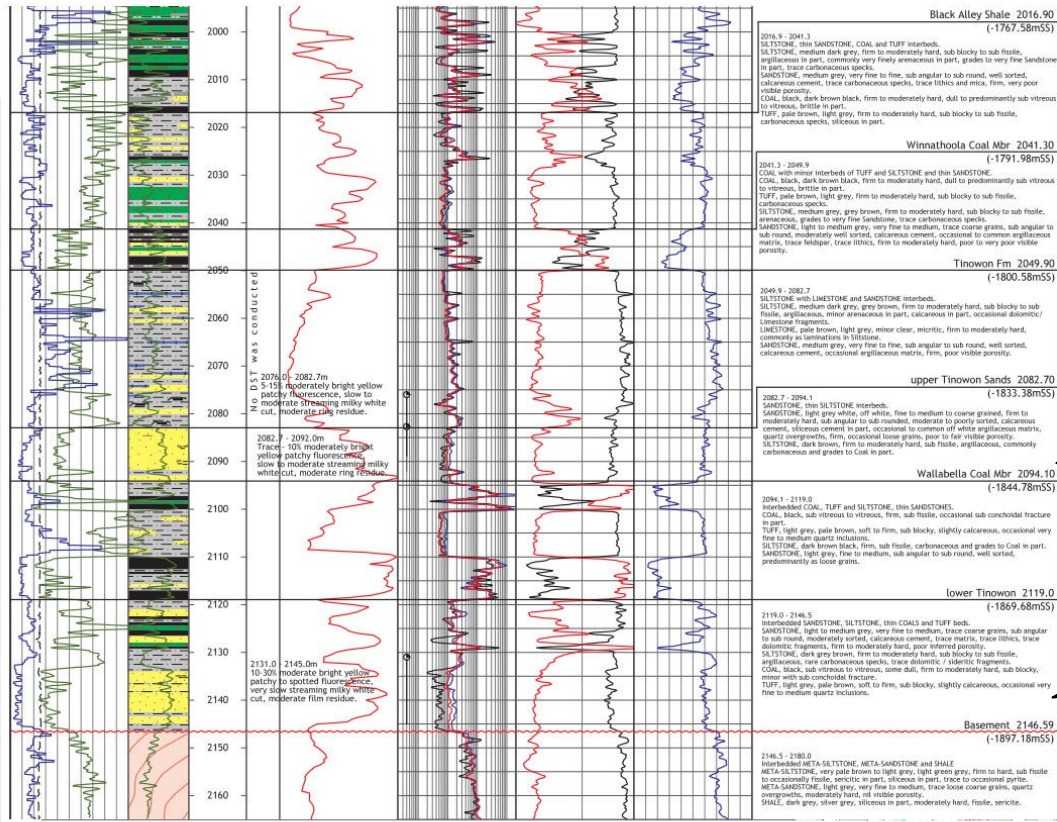 Black Alley Shale 2016.90
(-1767.58mSS)
2016.9 - 2041.3
SILTSTONE, thin SANDSTONE, COAL and TUFF interbeds.
SILTSTONE, medium dark grey, firm to moderately hard, sub blocky to sub fissile,
argillaceous in part, commonly very finely arenaceous in part, grades to very fine Sandstone
in part, trace carbonaceous specks.
SANDSTONE, medium grey, very fine to fine, sub angular to sub round, well sorted,
calcareous cement, trace carbonaceous specks, trace lithics and mica, firm, very poor
visible porosity.
COAL, black, dark brown black, firm to moderately hard, dull to predominantly sub vitreous
to vitreous, brittle in part.
TUFF, pale brown, light grey, firm to moderately hard, sub blocky to sub fissile,
carbonaceous specks, siliceous in part.
Winnathoola Coal Mbr 2041.30
(-1791.98mSS)
2041.3 - 2049.9
COAL with minor interbeds of TUFF and SILTSTONE and thin SANDSTONE.
COAL, black, dark brown black, firm to moderately hard, dull to predominantly sub vitreous
to vitreous, brittle in part.
TUFF, pale brown, light grey, firm to moderately hard, sub blocky to sub fissile,
carbonaceous specks.
SILTSTONE, medium grey, grey brown, firm to moderately hard, sub blocky to sub fissile,
arenaceous, grades to very fine Sandstone, trace carbonaceous specks.
SANDSTONE, light to medium grey, very fine to medium, trace coarse grains, sub angular to
sub round, moderately well sorted, calcareous cement, occasional to common argillaceous
matrix, trace feldspar, trace lithics, firm to moderately hard, poor to very poor visible
porosity.
Tinowon Fm 2049.90
(-1800.58mSS)
2049.9 - 2082.7
SILTSTONE with LIMESTONE and SANDSTONE interbeds.
SILTSTONE, medium dark grey, grey brown, firm to moderately hard, sub blocky to sub
fissile, argillaceous, minor arenaceous in part, calcareous in part, occasional dolomitic/
Limestone fragments.
LIMESTONE, pale brown, light grey, minor clear, micritic, firm to moderately hard,
commonly as laminations in Siltstone.
SANDSTONE, medium grey, very fine to fine, sub angular to sub round, well sorted,
calcareous cement, occasional argillaceous matrix, firm, poor visible porosity.
upper Tinowon Sands 2082.70
(-1833.38mSS)
2082.7 - 2094.1
SANDSTONE, thin SILTSTONE interbeds.
SANDSTONE, light grey white, off white, fine to medium to coarse grained, firm to
moderately hard, sub angular to sub rounded, moderate to poorly sorted, calcareous
cement, siliceous cement in part, occasional to common off white argillaceous matrix,
quartz overgrowths, firm, occasional loose grains, poor to fair visible porosity.
SILTSTONE, dark brown, firm to moderately hard, sub fissile, argillaceous, commonly
carbonaceous and grades to Coal in part.
Wallabella Coal Mbr 2094.10
(-1844.78mSS)
2094.1 - 2119.0
Interbedded COAL, TUFF and SILTSTONE, thin SANDSTONES.
COAL, black, sub vitreous to vitreous, firm, sub fissile, occasional sub conchoidal fracture
in part.
TUFF, light grey, pale brown, soft to firm, sub blocky, slightly calcareous, occasional very
fine to medium quartz inclusions.
SILTSTONE, dark brown black, firm, sub fissile, carbonaceous and grades to Coal in part.
SANDSTONE, light grey, fine to medium, sub angular to sub round, well sorted,
predominantly as loose grains.
lower Tinowon 2119.0
(-1869.68mSS)
2119.0 - 2146.5
Interbedded SANDSTONE, SILTSTONE, thin COALS and TUFF beds.
SANDSTONE, light to medium grey, very fine to medium, trace coarse grains, sub angular
to sub round, moderately sorted, calcareous cement, trace matrix, trace lithics, trace
dolomitic fragments, firm to moderately hard, poor inferred porosity.
SILTSTONE, dark grey brown, firm to moderately hard, sub blocky to sub fissile,
argillaceous, rare carbonaceous specks, trace dolomitic / sideritic fragments.
COAL, black, sub vitreous to vitreous, some dull, firm to moderately hard, sub blocky,
minor with sub conchoidal fracture.
TUFF, light grey, pale brown, soft to firm, sub blocky, slightly calcareous, occasional very
fine to medium quartz inclusions.
Basement 2146.59
(-1897.18mSS)
2146.5 - 2180.0
Interbedded META-SILTSTONE, META-SANDSTONE and SHALE
META-SILTSTONE, very pale brown to light grey, light green grey, firm to hard, sub fissile
to occasionally fissile, sericitic in part, siliceous in part, trace to occasional pyrite.
META-SANDSTONE, light grey, very fine to medium, trace loose coarse grains, quartz
overgrowths, moderately hard, nil visible porosity.
SHALE, dark grey, silver grey, siliceous in part, moderately hard, fissile, sericite.
2000
2010
2020
2030
2040
2050
2060
2070
2080
2090
2100
2110
2120
2130
2140
2150
2160
No DST was conducted
2076.0 - 2082.7m
5-15% moderately bright yellow
patchy fluorescence, slow to
moderate streaming milky white
cut, moderate ring residue.
2082.7 - 2092.0m
Trace - 10% moderately bright
yellow patchy fluorescence,
slow to moderate streaming milky
white cut, moderate ring residue.
2131.0 - 2145.0m
10-30% moderate bright yellow
patchy to spotted fluorescence,
very slow streaming milky white
cut, moderate film residue.